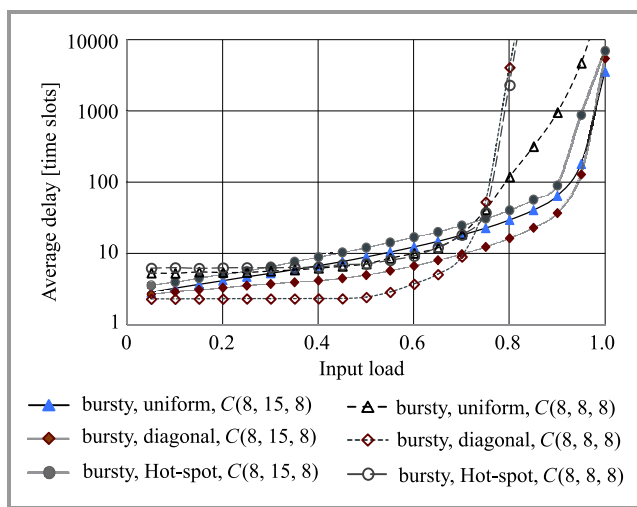 Average delay [time slots]
10000
1000
100
10
1
0 0.2 0.4 0.6 0.8 1.0
Input load
bursty, uniform, C(8, 15, 8)
bursty, diagonal, C(8, 15, 8)
bursty, Hot-spot, C(8, 15, 8)
bursty, uniform, C(8, 8, 8)
bursty, diagonal, C(8, 8, 8)
bursty, Hot-spot, C(8, 8, 8)